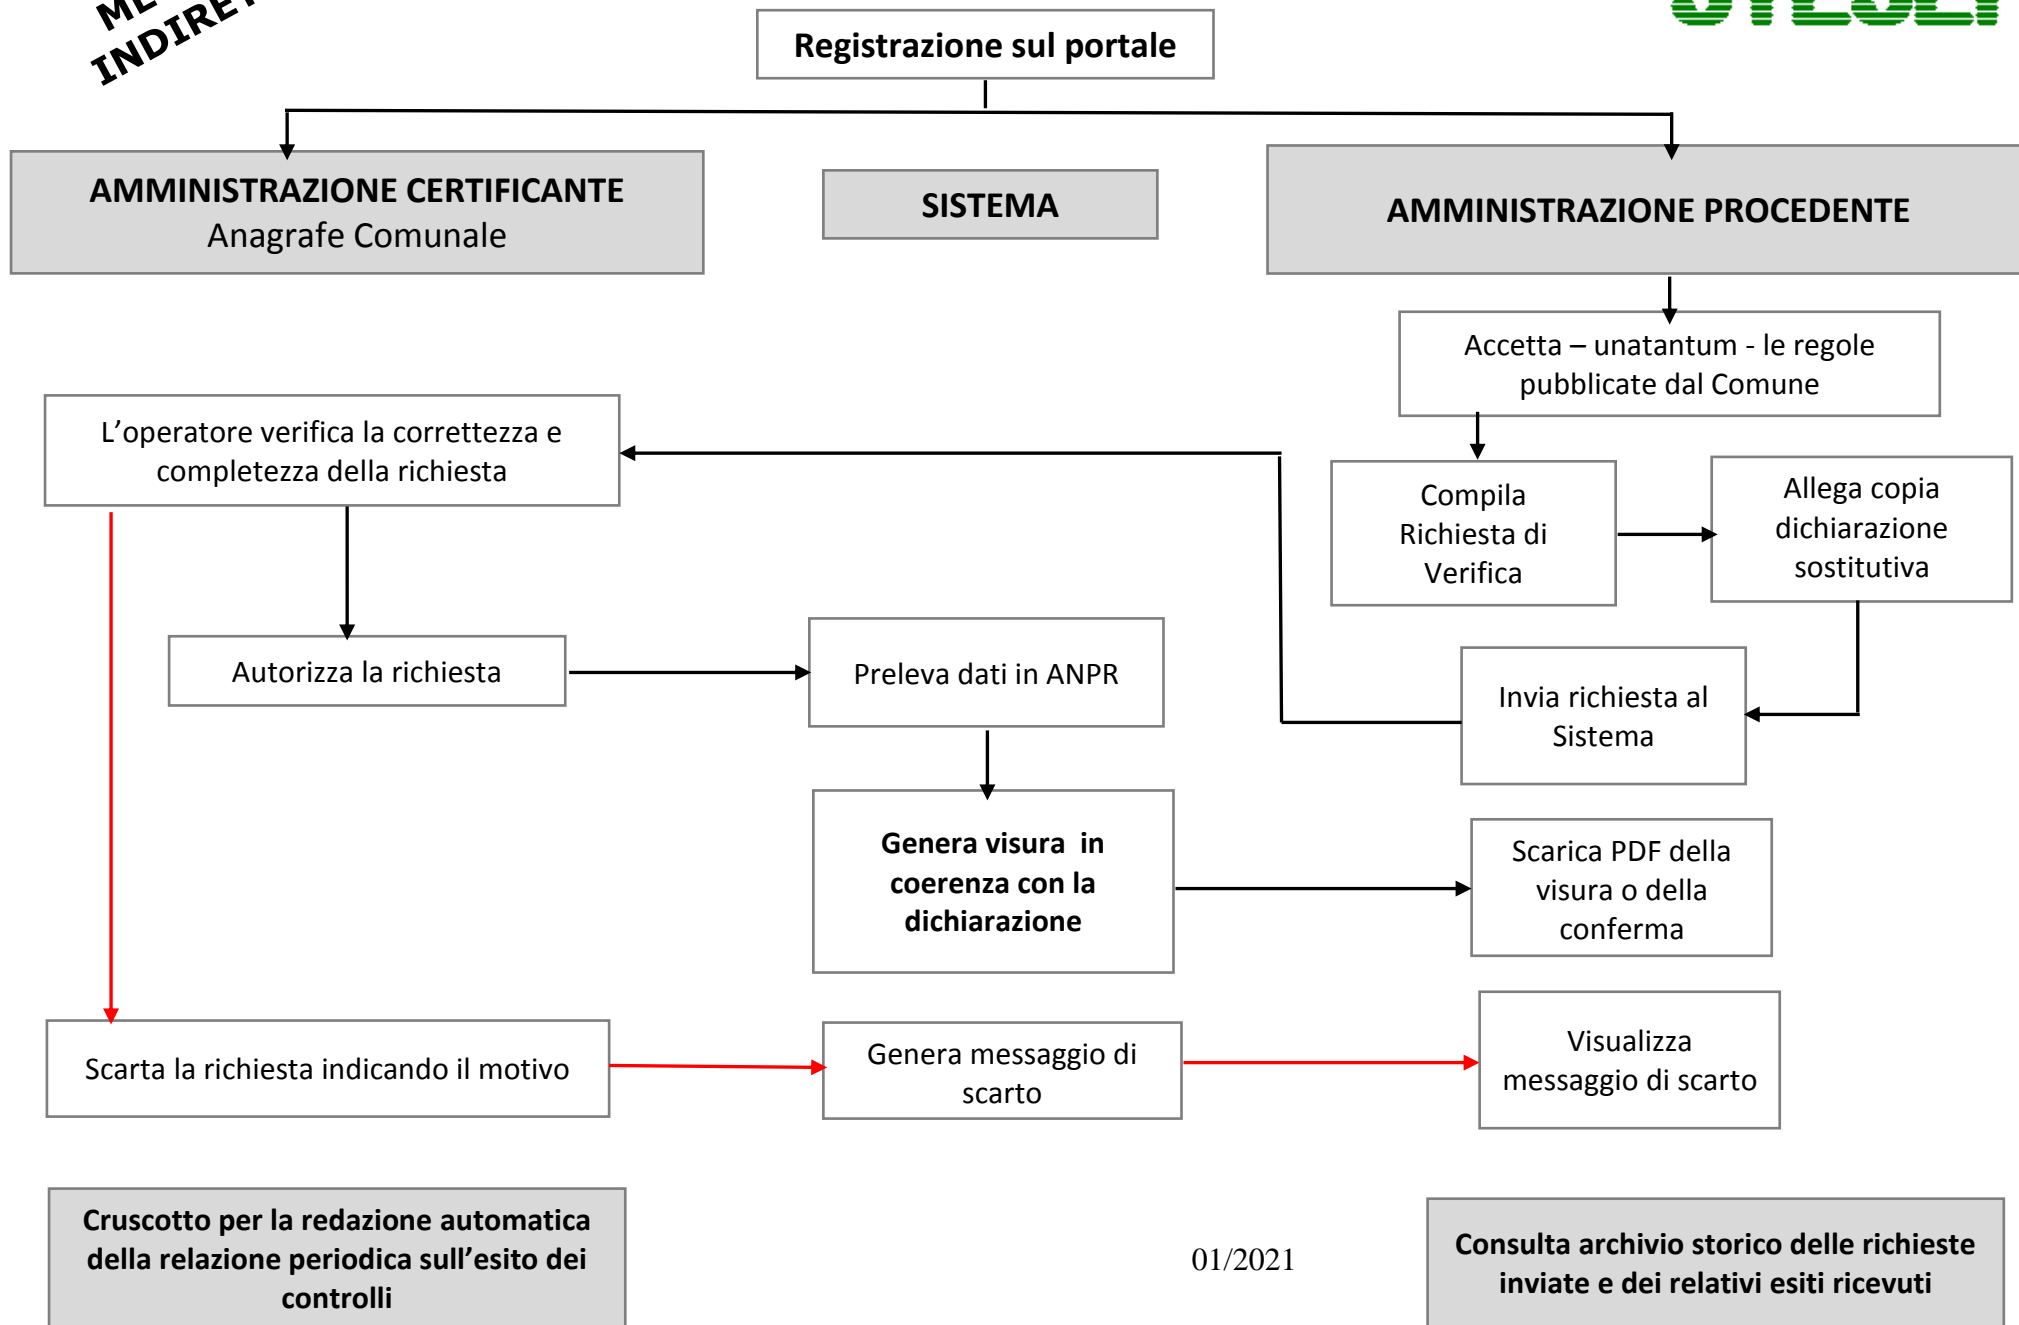 Registrazione sul portale
AMMINISTRAZIONE CERTIFICANTE
Anagrafe Comunale
SISTEMA
AMMINISTRAZIONE PROCEDENTE
Accetta – unatantum - le regole
pubblicate dal Comune
L’operatore verifica la correttezza e
completezza della richiesta
Compila
Richiesta di
Verifica
Allega copia
dichiarazione
sostitutiva
Autorizza la richiesta
Preleva dati in ANPR
Invia richiesta al
Sistema
Genera visura in
coerenza con la
dichiarazione
Scarica PDF della
visura o della
conferma
Scarta la richiesta indicando il motivo
Genera messaggio di
scarto
Visualizza
messaggio di scarto
Cruscotto per la redazione automatica
della relazione periodica sull’esito dei
controlli
01/2021
Consulta archivio storico delle richieste
inviate e dei relativi esiti ricevuti